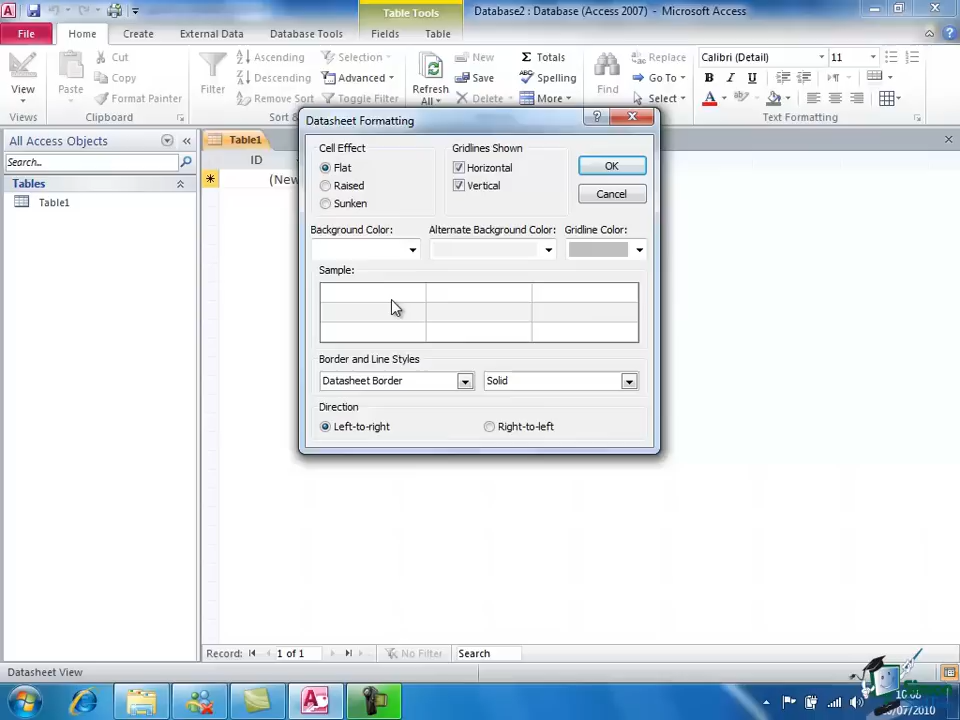 Table Tools
Database2 : Database (Access 2007) - Microsoft Access
File
Home
Create
External Data
Database Tools
Fields
Table
View
Views
Paste
Cut
Copy
Format Painter
Clipboard
Filter
Ascending
Descending
Remove Sort
Selection
Advanced
Toggle Filter
Sort &
Refresh
All
New
Save
Delete
Totals
Spelling
More
Find
Replace
Go To
Select
Calibri (Detail)
11
B I U
A
Text Formatting
All Access Objects
Search...
Tables
Table1
Table1
ID
(New
Datasheet Formatting
Cell Effect
Flat
Raised
Sunken
Gridlines Shown
Horizontal
Vertical
OK
Cancel
Background Color:
Alternate Background Color:
Gridline Color:
Sample:
Border and Line Styles
Datasheet Border
Solid
Direction
Left-to-right
Right-to-left
Record:
1 of 1
No Filter
Search
Datasheet View